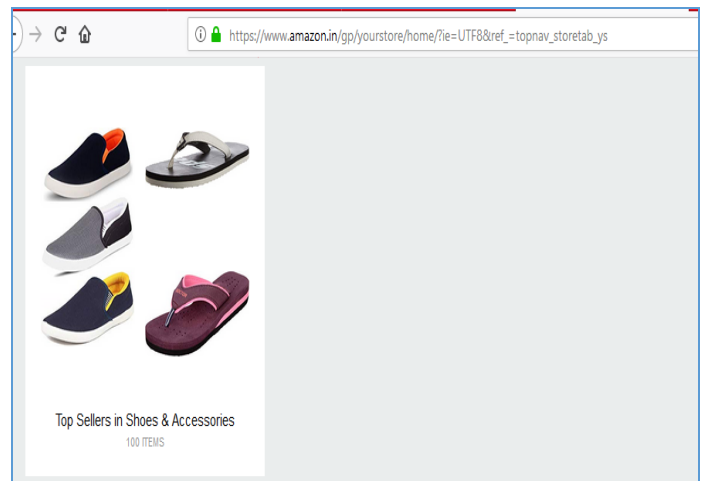 https://www.amazon.in/gp/yourstore/home/?ie=UTF8&ref_=topnav_storetab_ys
Top Sellers in Shoes & Accessories
100 ITEMS